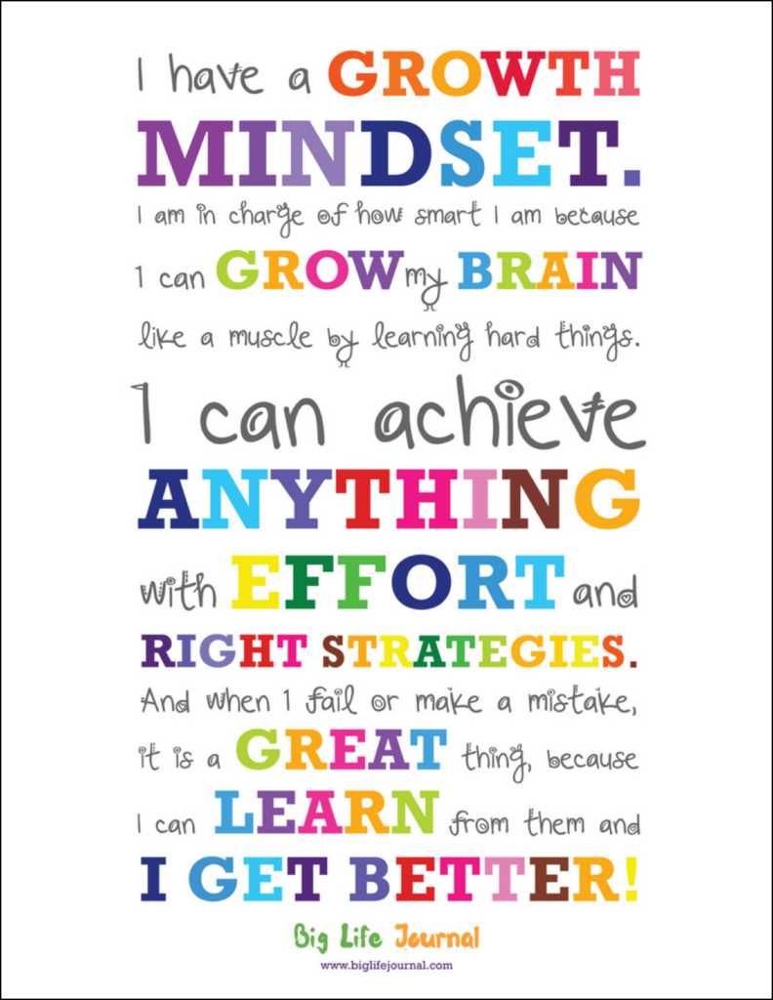 I have a GROWTH
MINDSET.
I am in charge of how smart I am because
I can GROW my BRAIN
like a muscle by learning hard things.
I can achieve
ANYTHING
with EFFORT and
RIGHT STRATEGIES.
And when I fail or make a mistake,
it is a GREAT thing, because
I can LEARN from them and
I GET BETTER!
Big Life Journal
www.biglifejournal.com